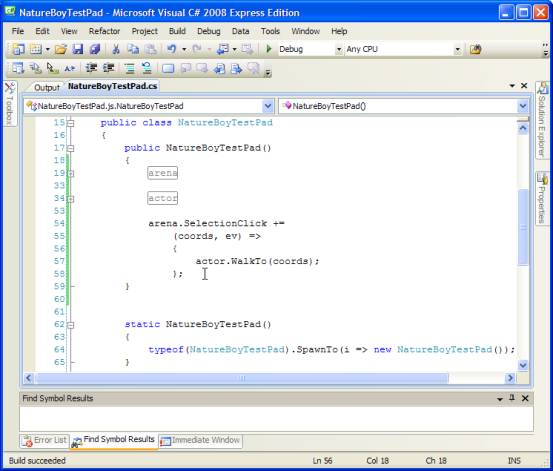 NatureBoyTestPad - Microsoft Visual C# 2008 Express Edition
File Edit View Refactor Project Build Debug Data Tools Window Help
Debug Any CPU
Output NatureBoyTestPad.cs
NatureBoyTestPad.js.NatureBoyTestPad NatureBoyTestPad()
Toolbox
Solution Explorer
Properties
15 public class NatureBoyTestPad
16 {
17 public NatureBoyTestPad()
18 {
19 arena
33
34 actor
53
54 arena.SelectionClick +=
55 (coords, ev) =>
56 {
57 actor.WalkTo(coords);
58 };
59 }
60
61
62 static NatureBoyTestPad()
63 {
64 typeof(NatureBoyTestPad).SpawnTo(i => new NatureBoyTestPad());
65 }
Find Symbol Results
Error List Find Symbol Results Immediate Window
Build succeeded Ln 56 Col 18 Ch 18 INS